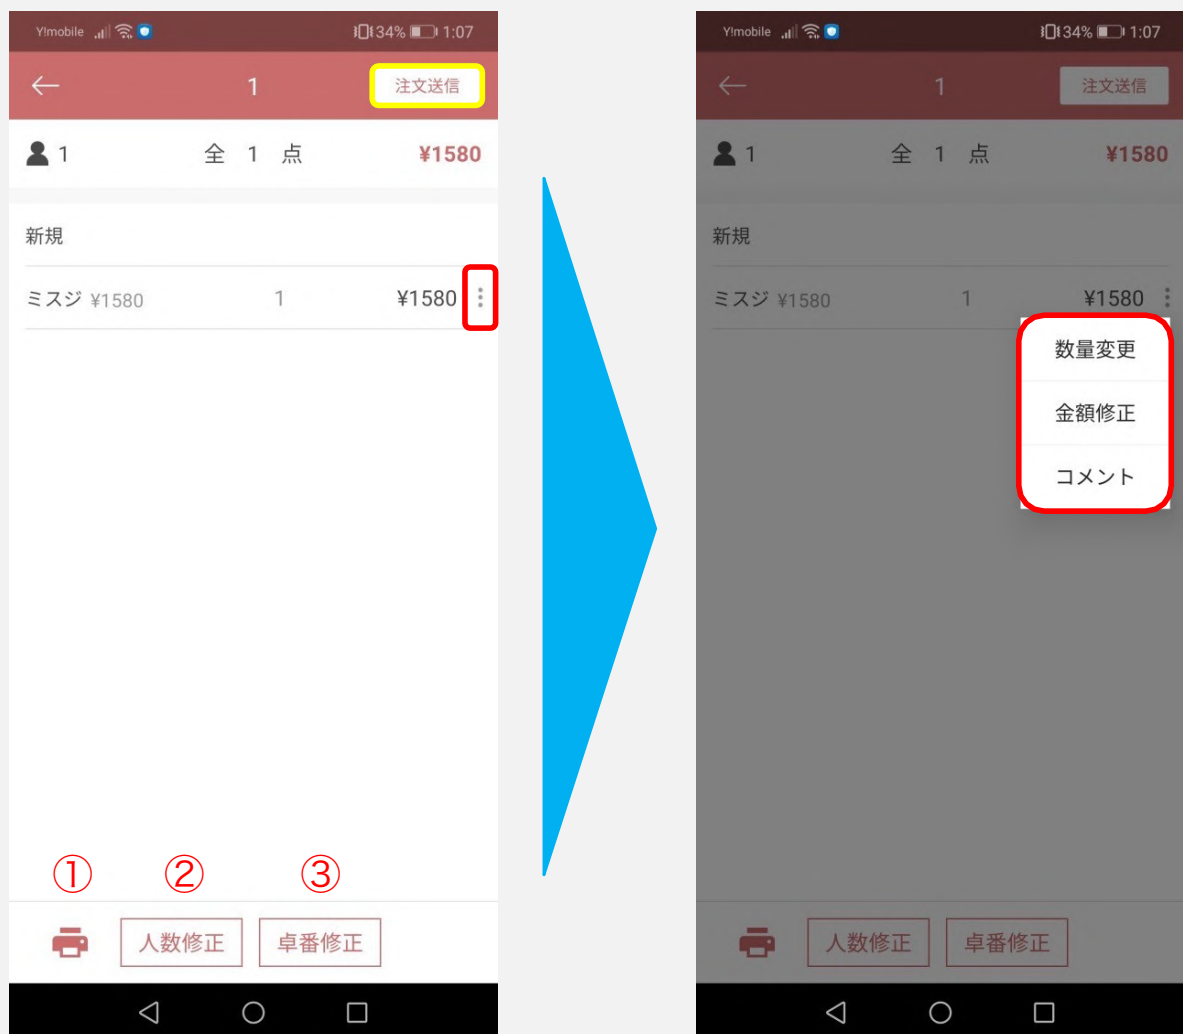 Y!mobile 34% 1:07
1 注文送信
1 全 1 点 ¥1580
新規
ミスジ ¥1580 1 ¥1580
① ② ③
人数修正 卓番修正
Y!mobile 34% 1:07
1 注文送信
1 全 1 点 ¥1580
新規
ミスジ ¥1580 1 ¥1580
数量変更
金額修正
コメント
人数修正 卓番修正